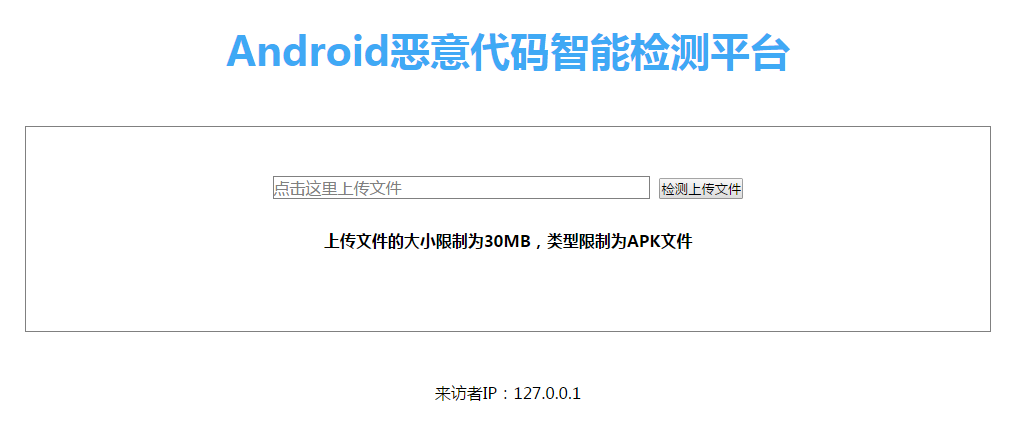 Android恶意代码智能检测平台
点击这里上传文件 检测上传文件
上传文件的大小限制为30MB，类型限制为APK文件
来访者IP：127.0.0.1